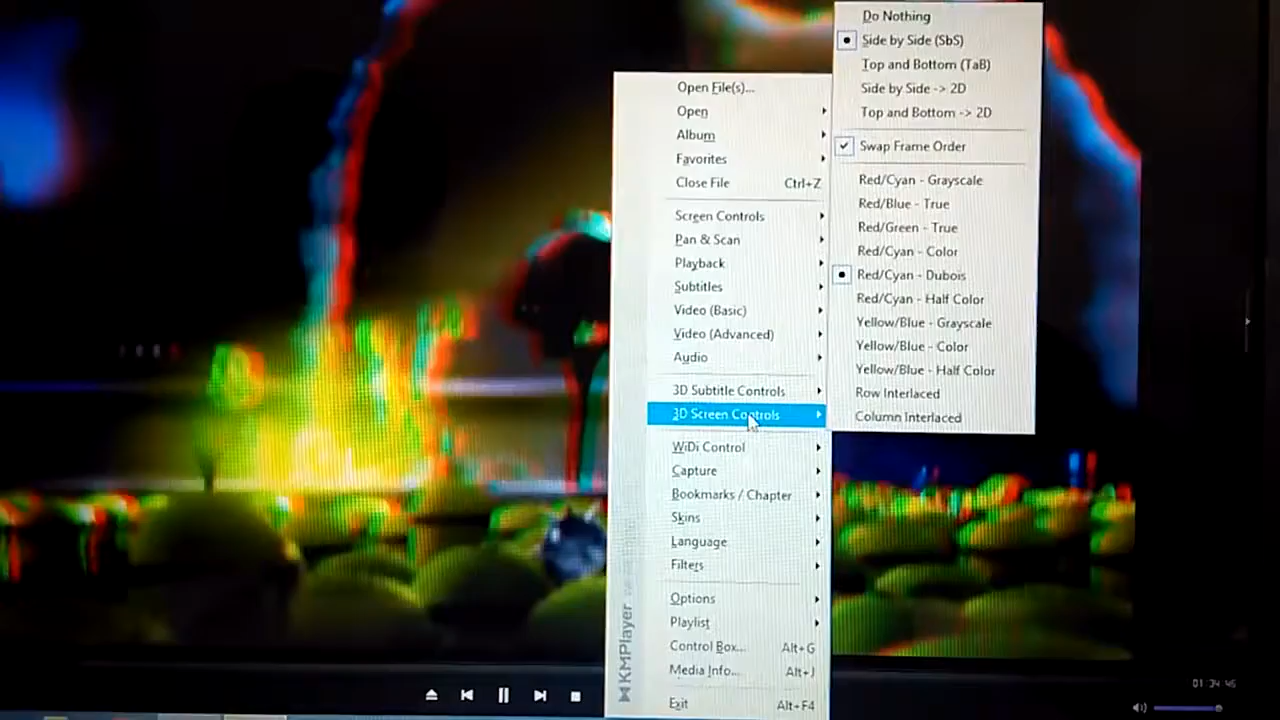 Do Nothing
Side by Side (SbS)
Top and Bottom (TaB)
Side by Side -> 2D
Top and Bottom -> 2D
Swap Frame Order
Red/Cyan - Grayscale
Red/Blue - True
Red/Green - True
Red/Cyan - Color
Red/Cyan - Dubois
Red/Cyan - Half Color
Yellow/Blue - Grayscale
Yellow/Blue - Color
Yellow/Blue - Half Color
Row Interlaced
Column Interlaced
Open File(s)...
Open
Album
Favorites
Close File Ctrl+Z
Screen Controls
Pan & Scan
Playback
Subtitles
Video (Basic)
Video (Advanced)
Audio
3D Subtitle Controls
3D Screen Controls
WiDi Control
Capture
Bookmarks / Chapter
Skins
Language
Filters
Options
Playlist
Control Box... Alt+G
Media Info... Alt+J
Exit Alt+F4
KMPlayer
01:34:45